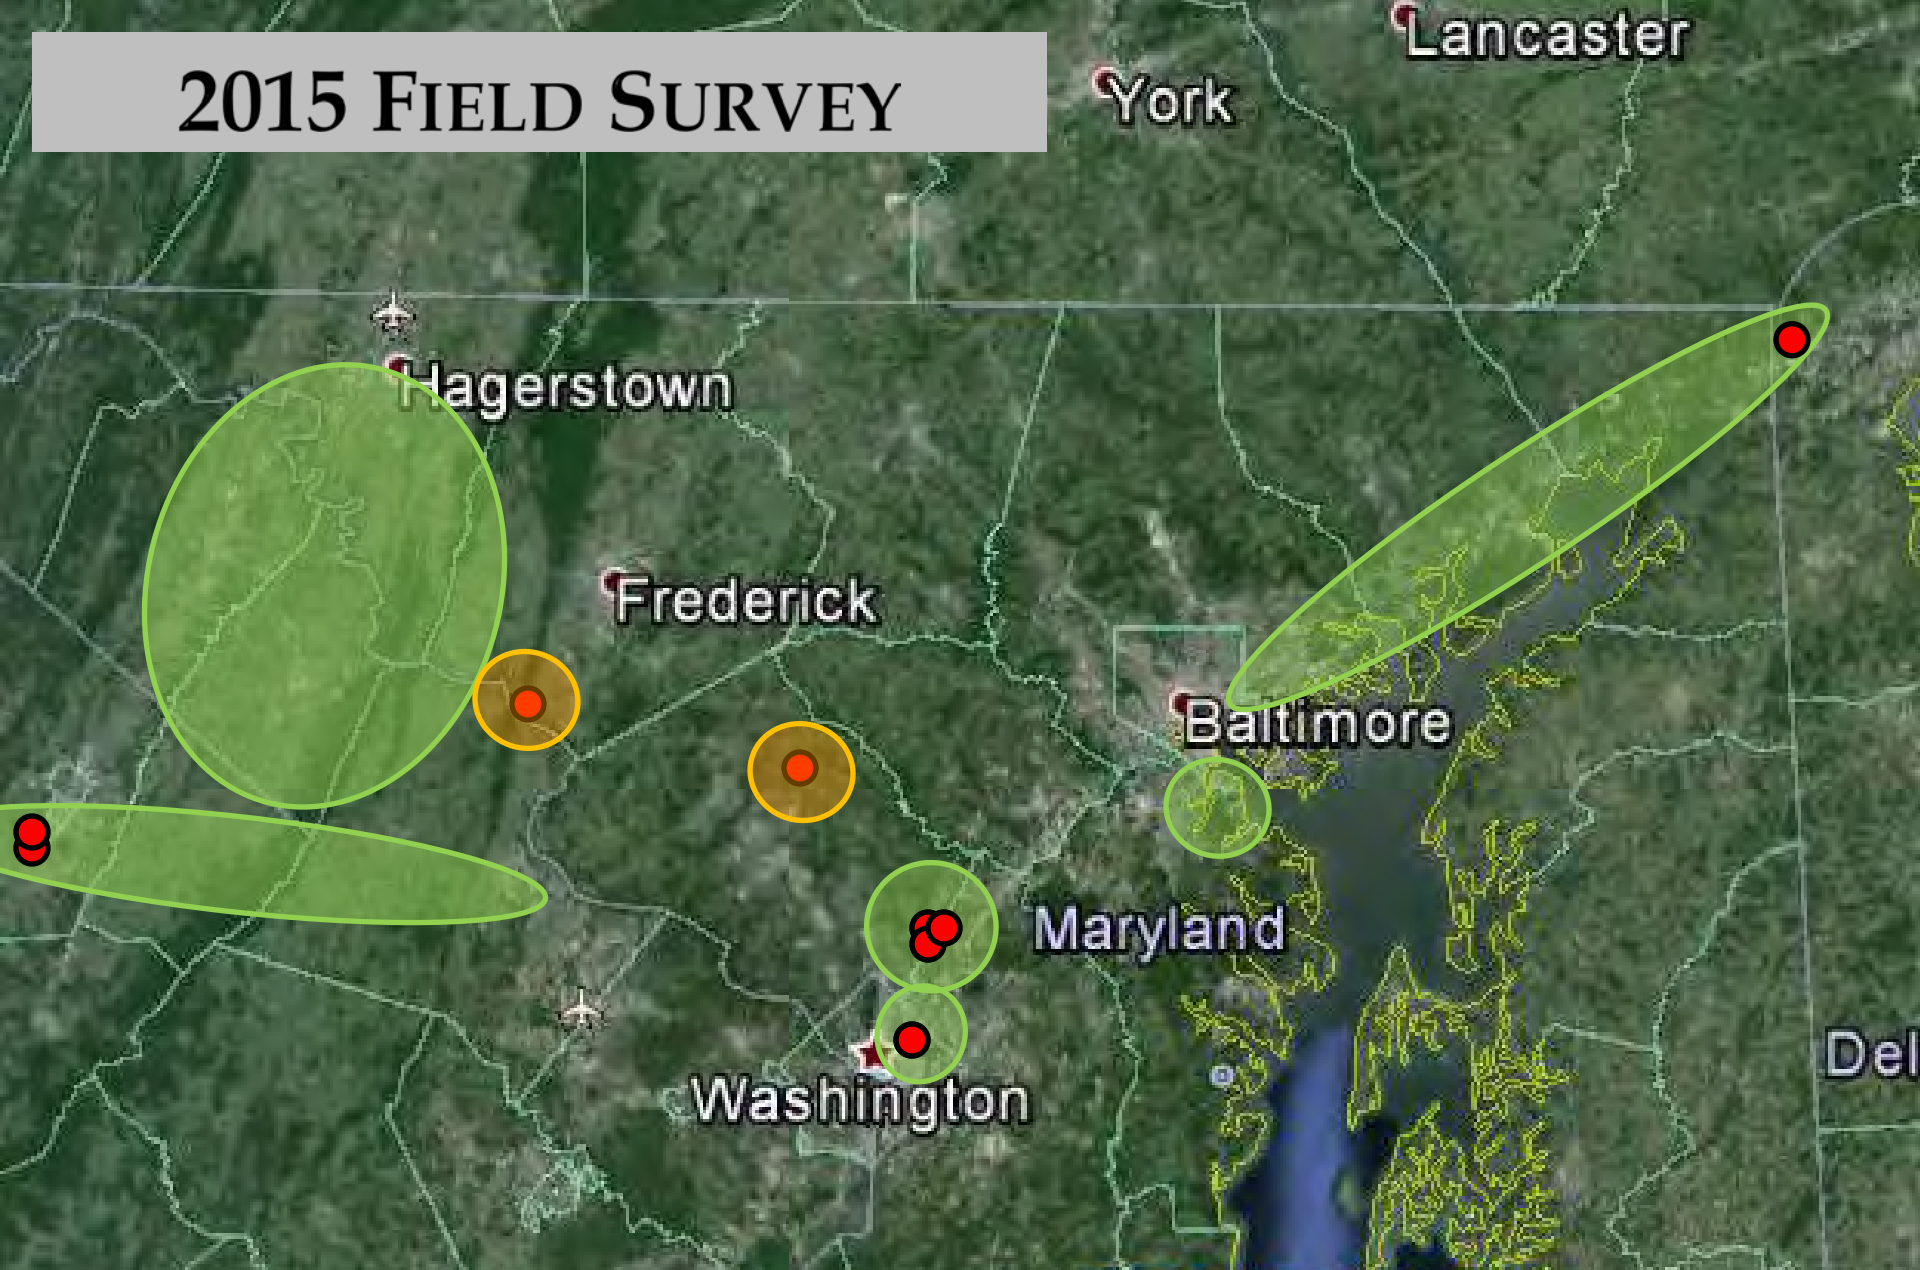 Lancaster
2015 FIELD SURVEY
York
Hagerstown
Frederick
Baltimore
Maryland
Del
Washington